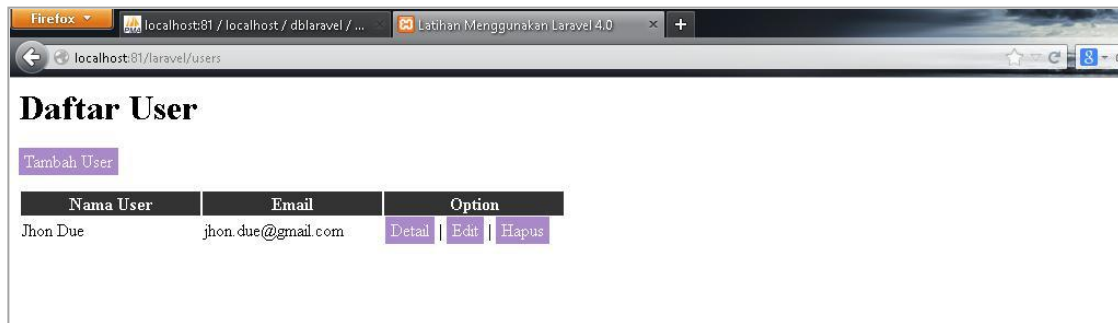 Firefox
localhost:81 / localhost / dblaravel / ...
Latihan Menggunakan Laravel 4.0
localhost:81/laravel/users
Daftar User
Tambah User
Nama User Email Option
Jhon Due jhon.due@gmail.com Detail | Edit | Hapus